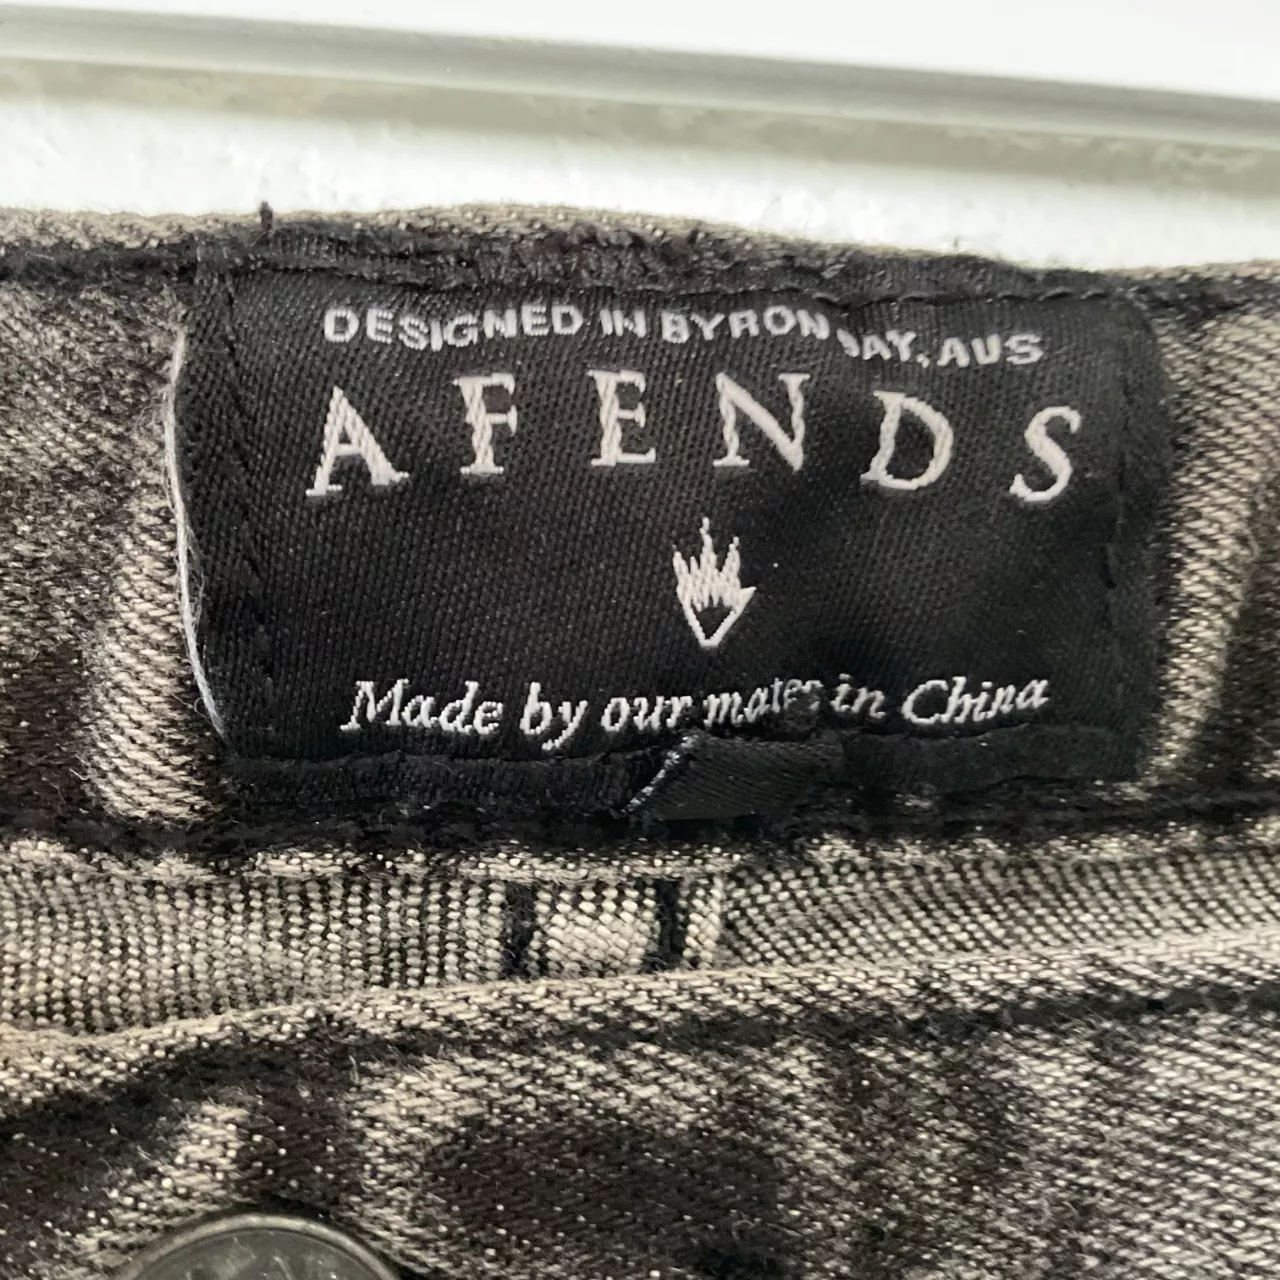 DESIGNED IN BYRON BAY, AUS
AFENDS
Made by our mates in China